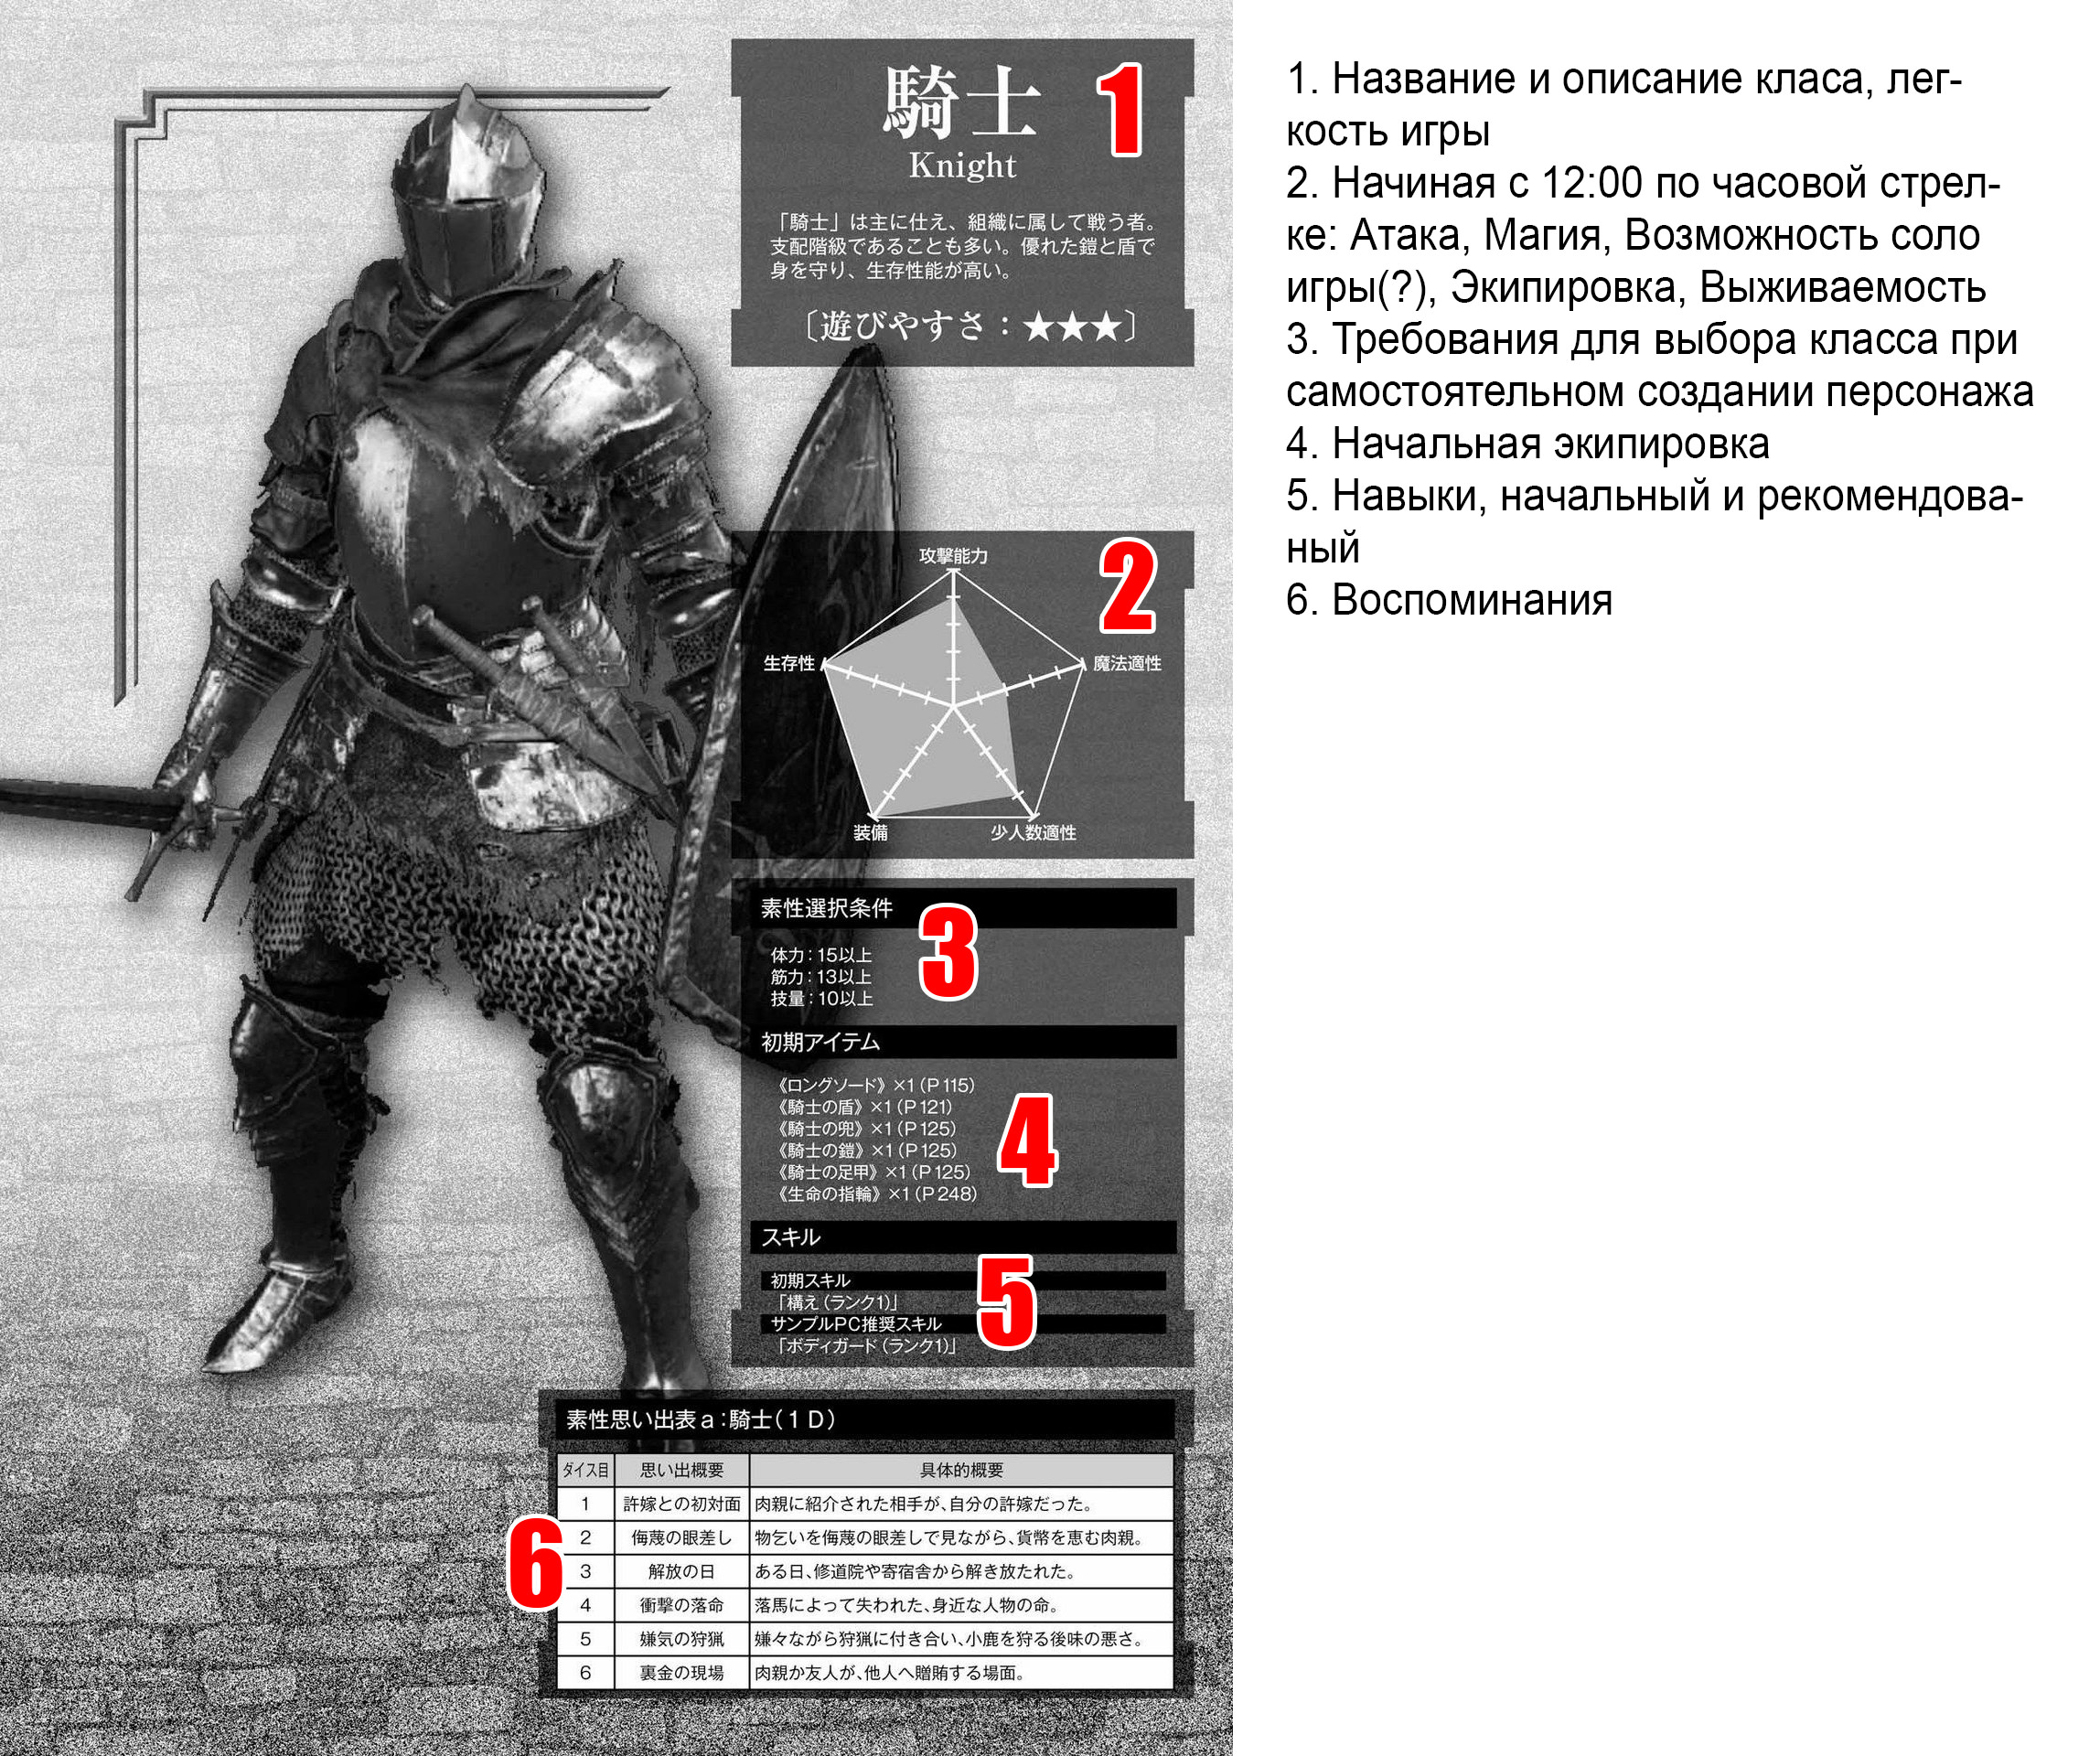 騎士
1
Knight
「騎士」は主に仕え、組織に属して戦う者。
支配階級であることも多い。優れた鎧と盾で
身を守り、生存性能が高い。
〔遊びやすさ：★★★〕
2
攻撃能力
魔法適性
少人数適性
装備
生存性
素性選択条件
3
体力：15以上
筋力：13以上
技量：10以上
初期アイテム
4
《ロングソード》×1（P115）
《騎士の盾》×1（P121）
《騎士の兜》×1（P125）
《騎士の鎧》×1（P125）
《騎士の足甲》×1（P125）
《生命の指輪》×1（P248）
スキル
5
初期スキル
「構え（ランク1）」
サンプルPC推奨スキル
「ボディガード（ランク1）」
素性思い出表a：騎士（1D）
6
ダイス目 思い出概要 具体的概要
1 許嫁との初対面 肉親に紹介された相手が、自分の許嫁だった。
2 侮蔑の眼差し 物乞いを侮蔑の眼差しで見ながら、貨幣を恵む肉親。
3 解放の日 ある日、修道院や寄宿舎から解き放たれた。
4 衝撃の落命 落馬によって失われた、身近な人物の命。
5 嫌気の狩猟 嫌々ながら狩猟に付き合い、小鹿を狩る後味の悪さ。
6 裏金の現場 肉親か友人が、他人へ贈賄する場面。
1. Название и описание класа, лег-
кость игры
2. Начиная с 12:00 по часовой стрел-
ке: Атака, Магия, Возможность соло
игры(?), Экипировка, Выживаемость
3. Требования для выбора класса при
самостоятельном создании персонажа
4. Начальная экипировка
5. Навыки, начальный и рекомендова-
ный
6. Воспоминания